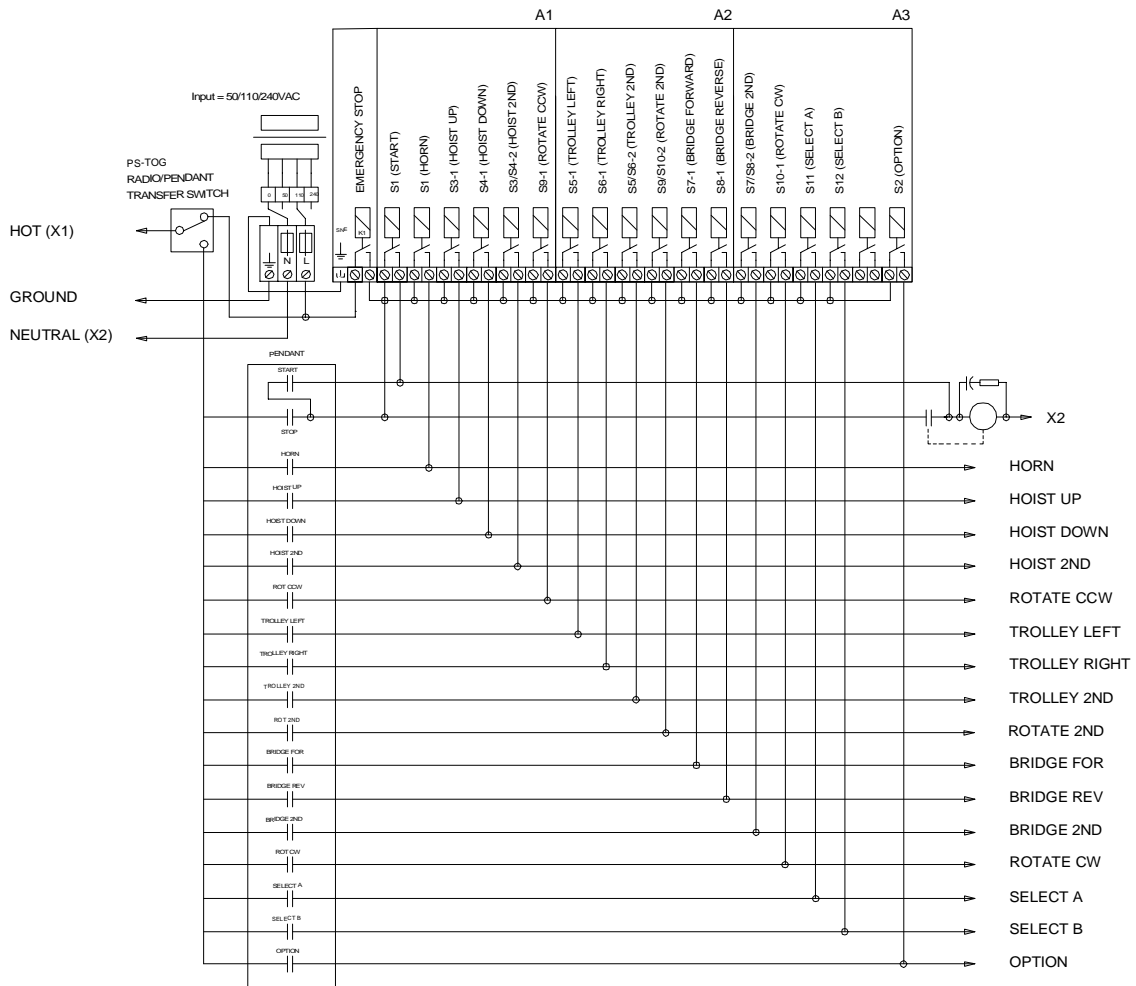 A1 A2 A3
Input = 50/110/240VAC
PS-TOG
RADIO/PENDANT
TRANSFER SWITCH
0 50 110 240
HOT (X1)
GROUND
NEUTRAL (X2)
N L
K1
EMERGENCY STOP
S1 (START)
S1 (HORN)
S3-1 (HOIST UP)
S4-1 (HOIST DOWN)
S3/S4-2 (HOIST 2ND)
S9-1 (ROTATE CCW)
S5-1 (TROLLEY LEFT)
S6-1 (TROLLEY RIGHT)
S5/S6-2 (TROLLEY 2ND)
S9/S10-2 (ROTATE 2ND)
S7-1 (BRIDGE FORWARD)
S8-1 (BRIDGE REVERSE)
S7/S8-2 (BRIDGE 2ND)
S10-1 (ROTATE CW)
S11 (SELECT A)
S12 (SELECT B)
S2 (OPTION)
PENDANT
START
STOP
X2
HORN
HORN
HOIST UP
HOIST UP
HOIST DOWN
HOIST DOWN
HOIST 2ND
HOIST 2ND
ROT CCW
ROTATE CCW
TROLLEY LEFT
TROLLEY LEFT
TROLLEY RIGHT
TROLLEY RIGHT
TROLLEY 2ND
TROLLEY 2ND
ROT 2ND
ROTATE 2ND
BRIDGE FOR
BRIDGE FOR
BRIDGE REV
BRIDGE REV
BRIDGE 2ND
BRIDGE 2ND
ROT CW
ROTATE CW
SELECT A
SELECT A
SELECT B
SELECT B
OPTION
OPTION